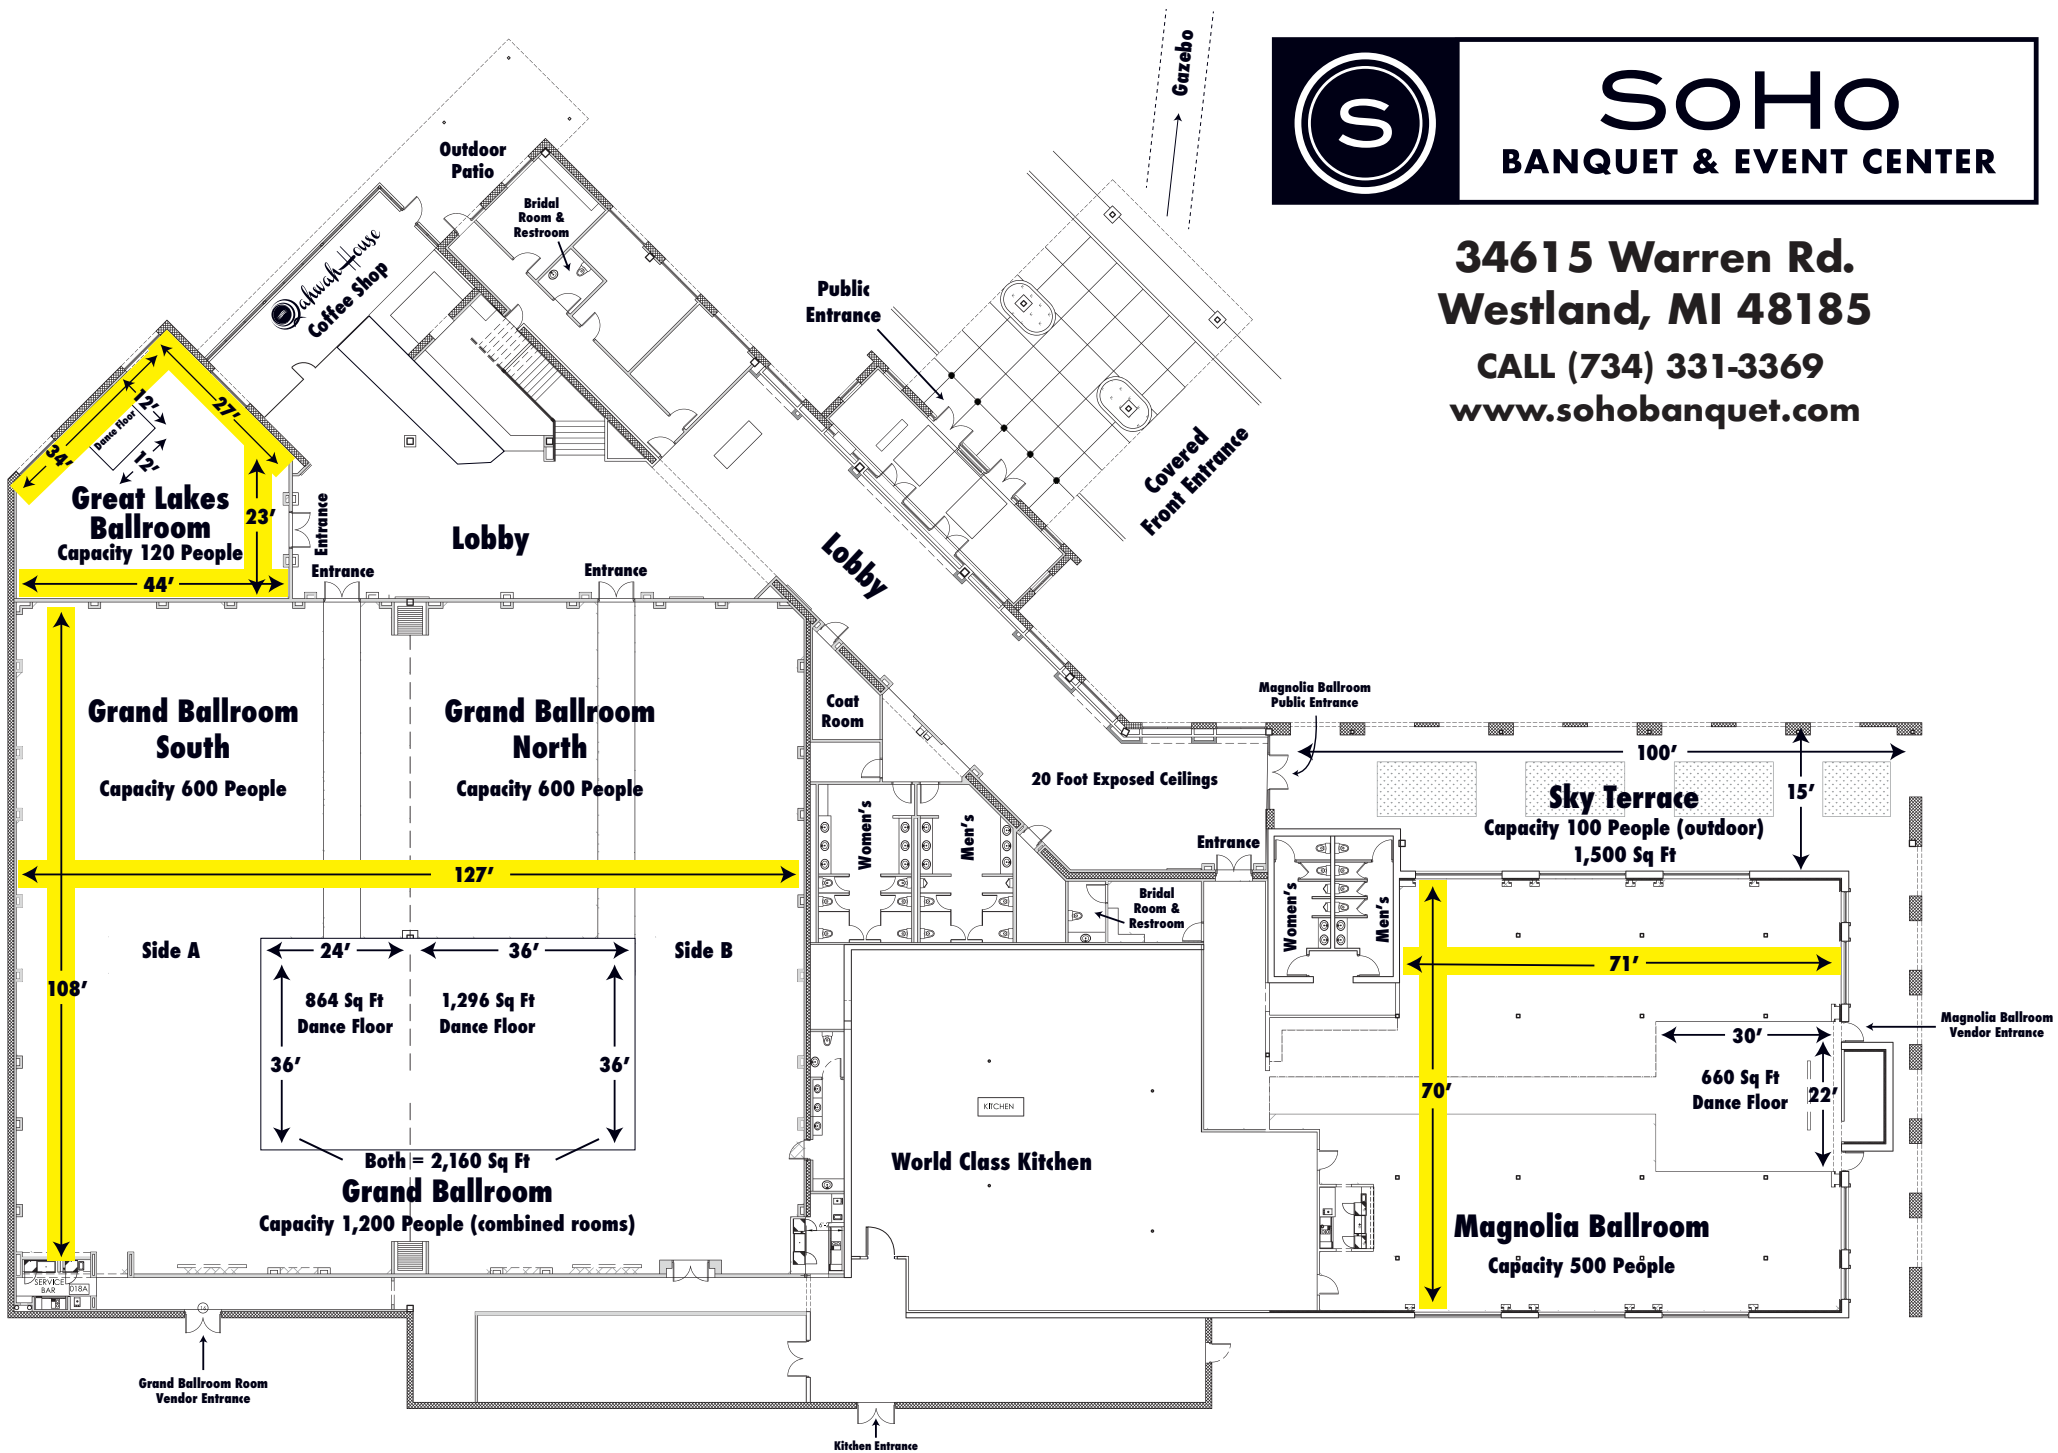 S
SOHO
BANQUET & EVENT CENTER
34615 Warren Rd.
Westland, MI 48185
CALL (734) 331-3369
www.sohobanquet.com
Gazebo
Outdoor
Patio
Bridal
Room &
Restroom
Qahwah House
Coffee Shop
Public
Entrance
Covered
Front Entrance
12'
27'
Dance Floor
34'
12'
Great Lakes
Ballroom
Capacity 120 People
23'
44'
Entrance
Lobby
Lobby
Entrance
Entrance
Grand Ballroom
South
Capacity 600 People
Grand Ballroom
North
Capacity 600 People
Coat
Room
Magnolia Ballroom
Public Entrance
100'
20 Foot Exposed Ceilings
Sky Terrace
Capacity 100 People (outdoor)
1,500 Sq Ft
15'
Women's
Men's
Entrance
127'
Bridal
Room &
Restroom
Women's
Men's
Side A
24'
36'
Side B
71'
108'
864 Sq Ft
Dance Floor
1,296 Sq Ft
Dance Floor
36'
36'
Magnolia Ballroom
Vendor Entrance
30'
660 Sq Ft
Dance Floor
22'
70'
KITCHEN
Both = 2,160 Sq Ft
World Class Kitchen
Grand Ballroom
Capacity 1,200 People (combined rooms)
Magnolia Ballroom
Capacity 500 People
SERVICE
BAR
018A
16
Grand Ballroom Room
Vendor Entrance
Kitchen Entrance